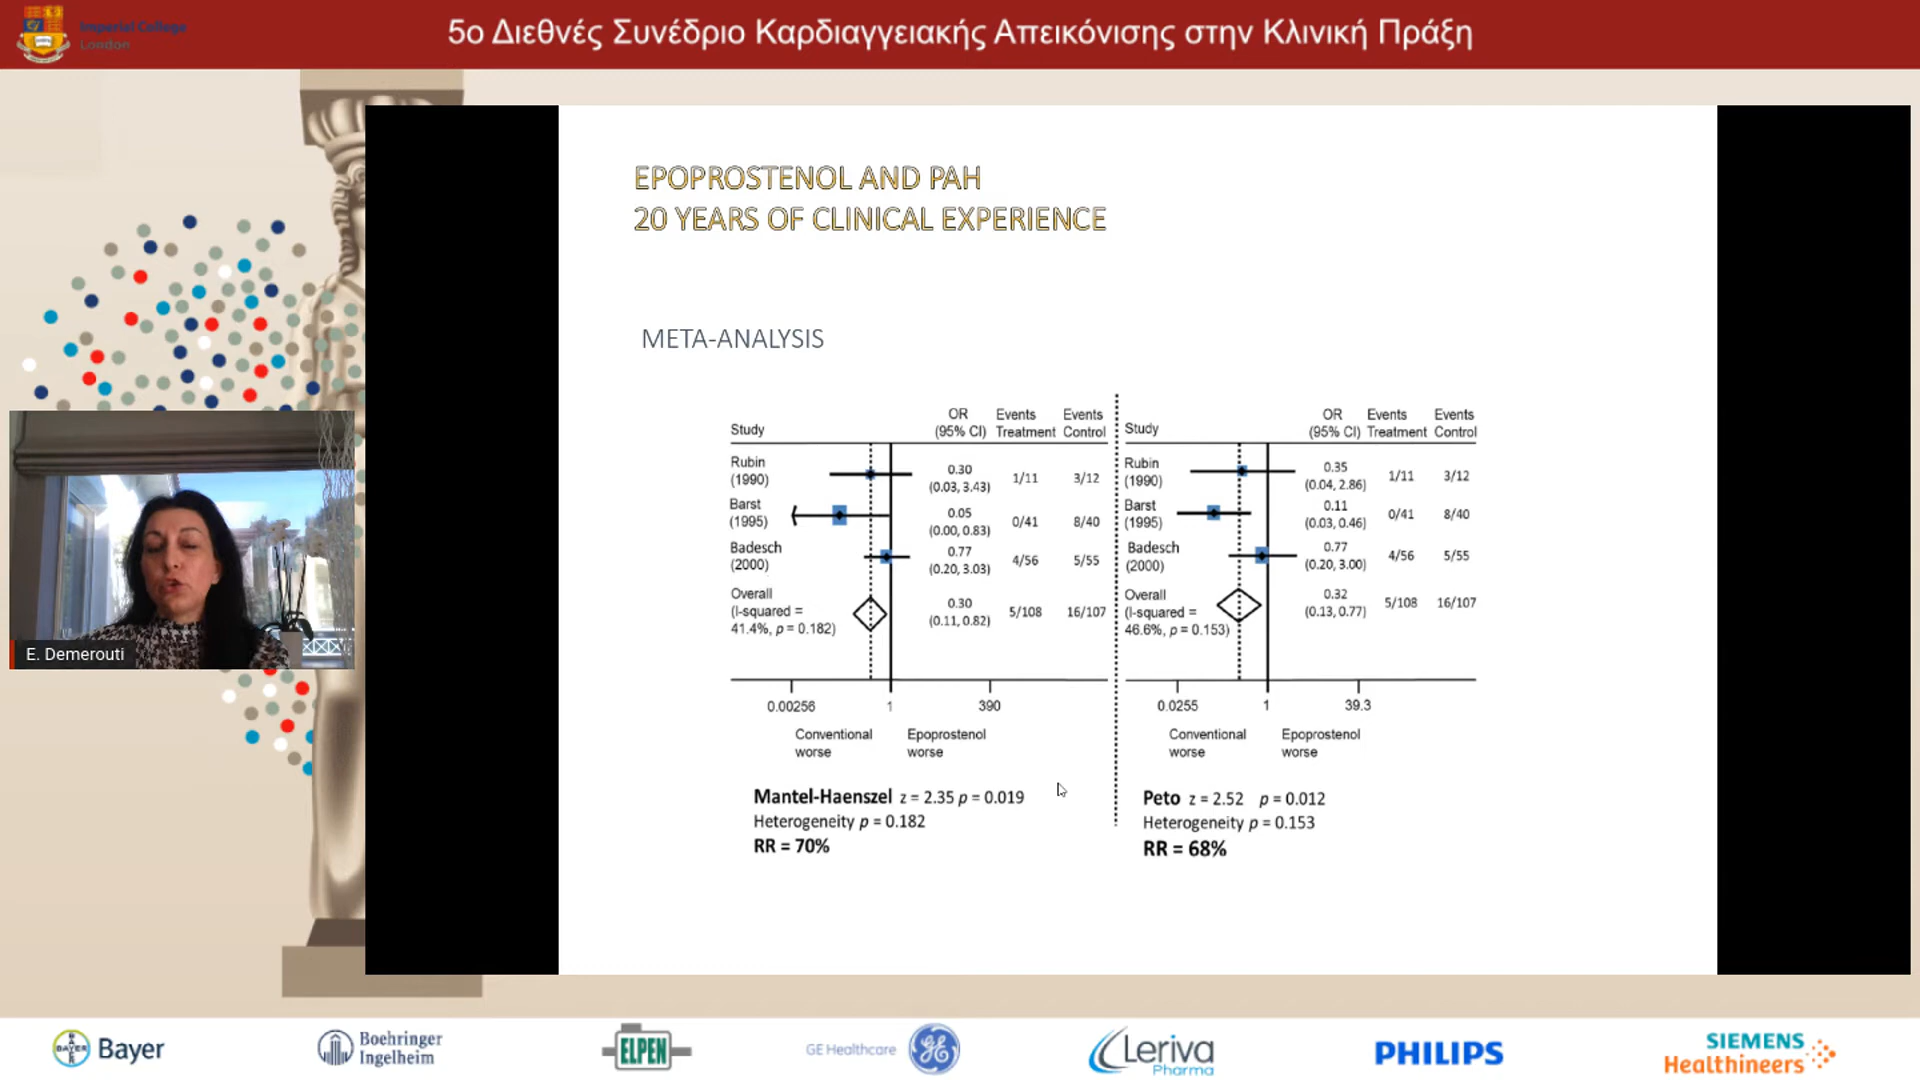 Imperial College
London
5ο Διεθνές Συνέδριο Καρδιαγγειακής Απεικόνισης στην Κλινική Πράξη
EPOPROSTENOL AND PAH
20 YEARS OF CLINICAL EXPERIENCE
META-ANALYSIS
Study OR (95% CI) Events Treatment Events Control
Rubin (1990) 0.30 (0.03, 3.43) 1/11 3/12
Barst (1995) 0.05 (0.00, 0.83) 0/41 8/40
Badesch (2000) 0.77 (0.20, 3.03) 4/56 5/55
Overall (I-squared = 41.4%, p = 0.182) 0.30 (0.11, 0.82) 5/108 16/107
0.00256 1 390
Conventional worse Epoprostenol worse
Mantel-Haenszel z = 2.35 p = 0.019
Heterogeneity p = 0.182
RR = 70%
Study OR (95% CI) Events Treatment Events Control
Rubin (1990) 0.35 (0.04, 2.86) 1/11 3/12
Barst (1995) 0.11 (0.03, 0.46) 0/41 8/40
Badesch (2000) 0.77 (0.20, 3.00) 4/56 5/55
Overall (I-squared = 46.6%, p = 0.153) 0.32 (0.13, 0.77) 5/108 16/107
0.0255 1 39.3
Conventional worse Epoprostenol worse
Peto z = 2.52 p = 0.012
Heterogeneity p = 0.153
RR = 68%
E. Demerouti
BAYER Bayer
Boehringer Ingelheim
ELPEN
GE Healthcare
Leriva Pharma
PHILIPS
SIEMENS Healthineers